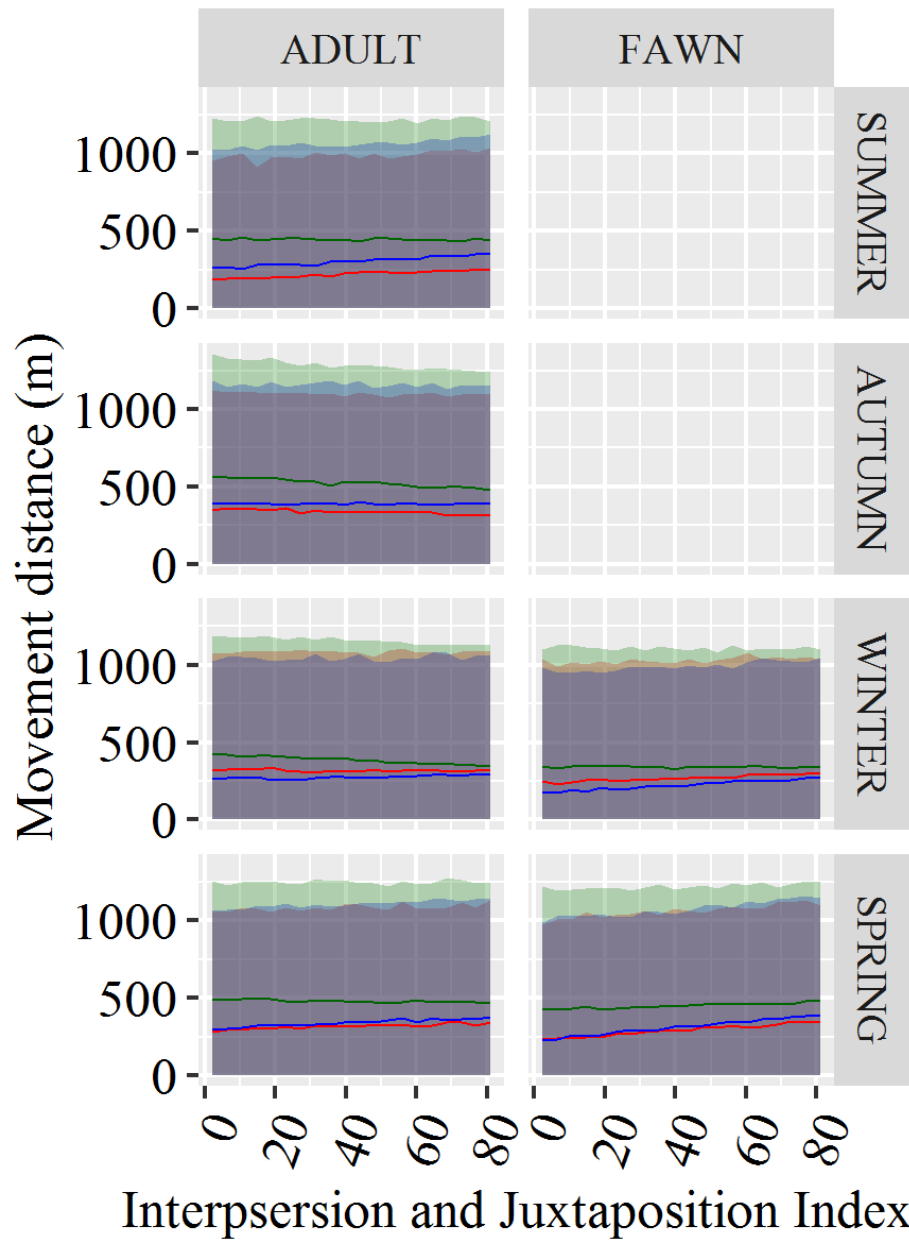 ADULT
FAWN
1000
500
0
SUMMER
1000
500
0
AUTUMN
1000
500
0
WINTER
1000
500
0
SPRING
Movement distance (m)
0 20 40 60 80
0 20 40 60 80
Interpsersion and Juxtaposition Index